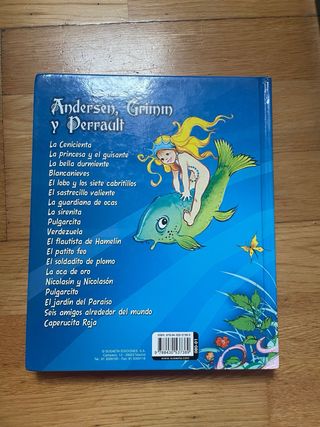 Andersen, Grimm
y Perrault
La Cenicienta
La princesa y el guisante
La bella durmiente
Blancanieves
El lobo y los siete cabritillos
El sastrecillo valiente
La guardiana de ocas
La sirenita
Pulgarcita
Verdezuela
El flautista de Hamelín
El patito feo
El soldadito de plomo
La oca de oro
Nicolasín y Nicolasón
Pulgarcito
El jardín del Paraíso
Seis amigos alrededor del mundo
Caperucita Roja
© SUSAETA EDICIONES, S.A.